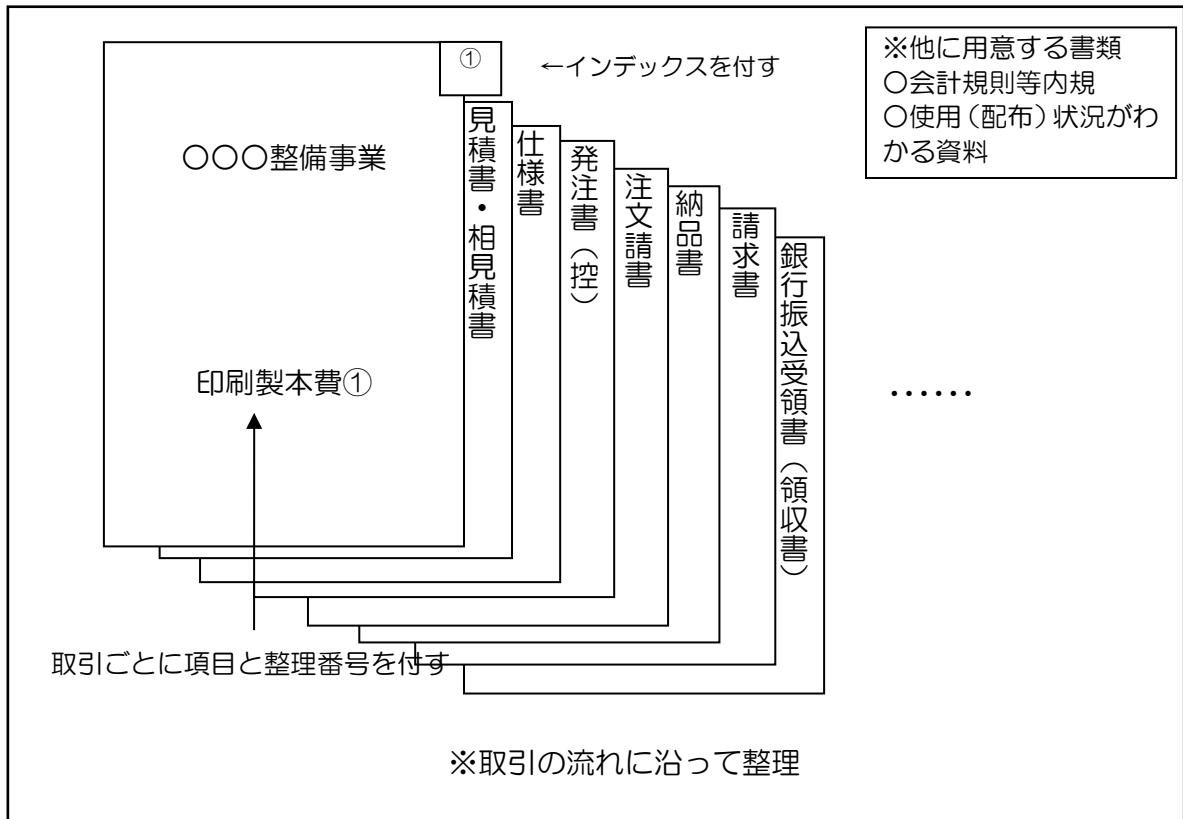 ①
←インデックスを付す
※他に用意する書類
〇会計規則等内規
〇使用（配布）状況がわ
かる資料
〇〇〇整備事業
印刷製本費①
見積書・相見積書
仕様書
発注書（控）
注文請書
納品書
請求書
銀行振込受領書（領収書）
……
取引ごとに項目と整理番号を付す
※取引の流れに沿って整理